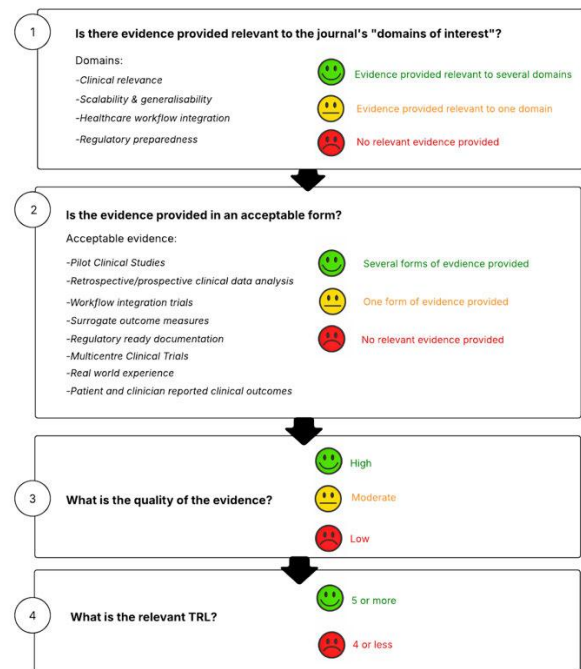 1
Is there evidence provided relevant to the journal's "domains of interest"?
Domains:
-Clinical relevance
-Scalability & generalisability
-Healthcare workflow integration
-Regulatory preparedness
Evidence provided relevant to several domains
Evidence provided relevant to one domain
No relevant evidence provided
2
Is the evidence provided in an acceptable form?
Acceptable evidence:
-Pilot Clinical Studies
-Retrospective/prospective clinical data analysis
-Workflow integration trials
-Surrogate outcome measures
-Regulatory ready documentation
-Multicentre Clinical Trials
-Real world experience
-Patient and clinician reported clinical outcomes
Several forms of evdience provided
One form of evidence provided
No relevant evidence provided
3
What is the quality of the evidence?
High
Moderate
Low
4
What is the relevant TRL?
5 or more
4 or less